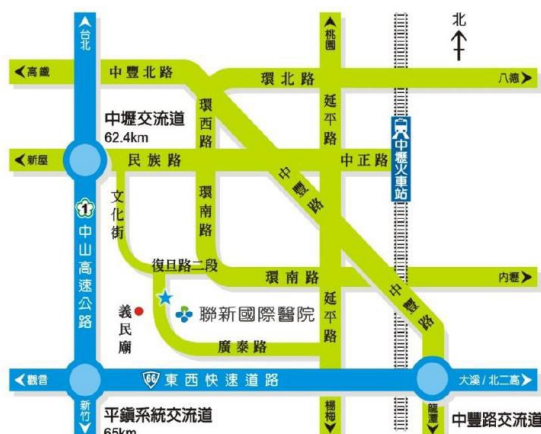 台北
桃園
北
高鐵
中豐北路
環北路
八德
環西路
延平路
中壢交流道
62.4km
新屋
民族路
中正路
中壢火車站
中豐路
文化街
環南路
1
中山高速公路
復旦路二段
環南路
內壢
義民廟
聯新國際醫院
延平路
中豐路
廣泰路
觀音
66
東西快速道路
大溪/北二高
新竹
平鎮系統交流道
65km
楊梅
龍潭
中豐路交流道